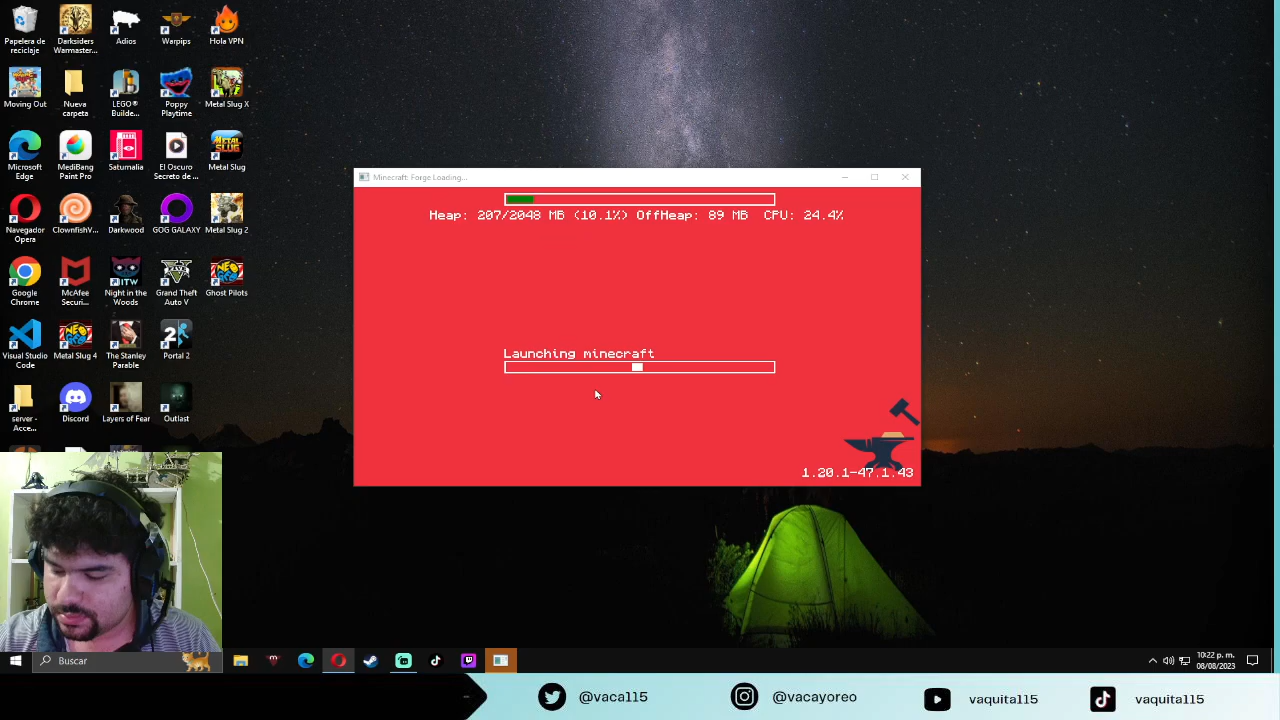 Papelera de
reciclaje
Darksiders
Warmaster...
Adios
Warpips
Hola VPN
Moving Out
Nueva
carpeta
LEGO®
Builde...
Poppy
Playtime
Metal Slug X
Microsoft
Edge
MediBang
Paint Pro
Saturnalia
El Oscuro
Secreto de ...
Metal Slug
Navegador
Opera
ClownfishV...
Darkwood
GOG GALAXY
Metal Slug 2
Google
Chrome
McAfee
Securi...
Night in the
Woods
Grand Theft
Auto V
Ghost Pilots
Visual Studio
Code
Metal Slug 4
The Stanley
Parable
Portal 2
server -
Acce...
Discord
Layers of Fear
Outlast
Minecraft: Forge Loading...
Heap: 207/2048 MB (10.1%) OffHeap: 89 MB CPU: 24.4%
Launching minecraft
1.20.1-47.1.43
Buscar
10:22 p. m.
08/08/2023
@vaca115
@vacayoreo
vaquita115
vaquita115